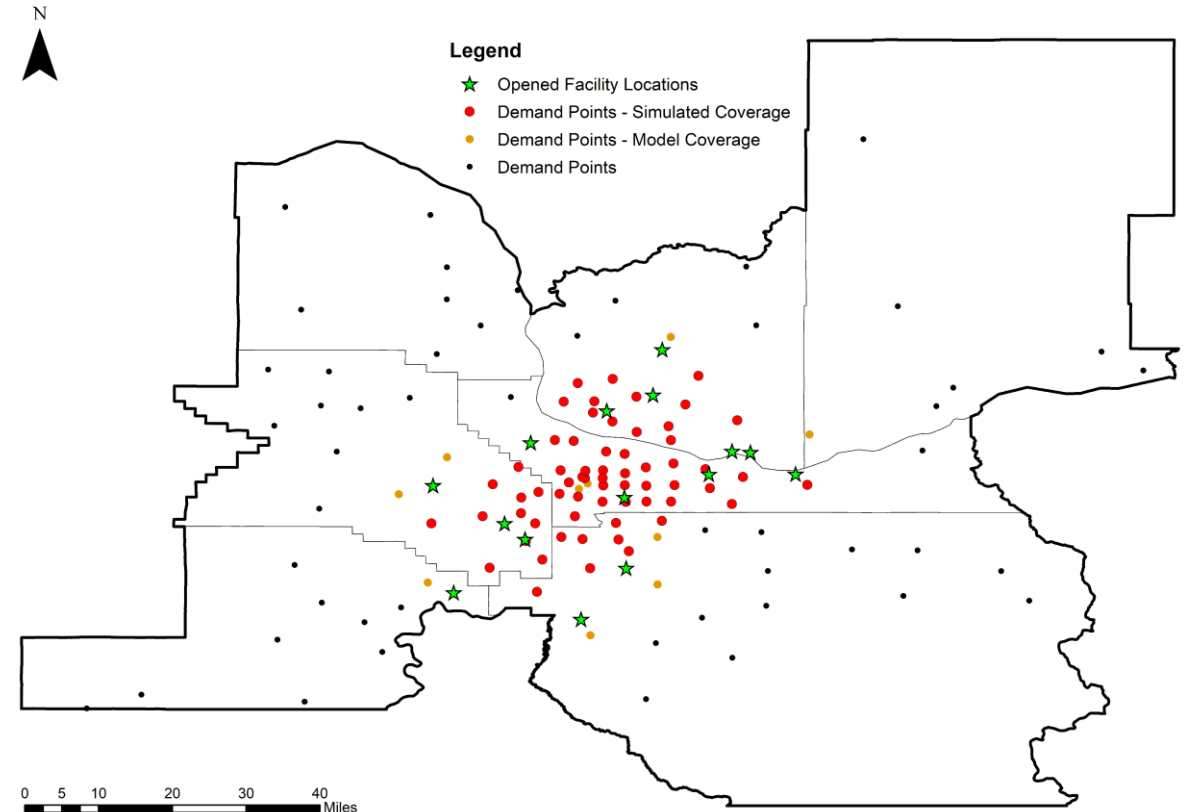 N
Legend
Opened Facility Locations
Demand Points - Simulated Coverage
Demand Points - Model Coverage
Demand Points
0 5 10 20 30 40
Miles